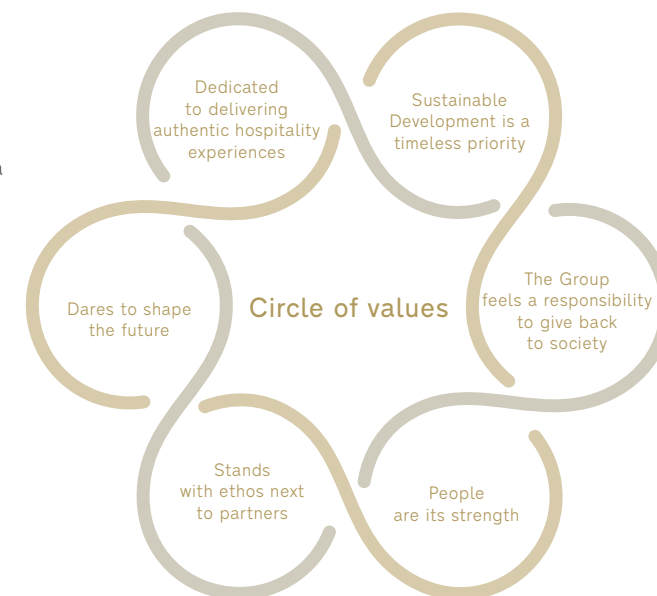 Dedicated
to delivering
authentic hospitality
experiences
Sustainable
Development is a
timeless priority
The Group
feels a responsibility
to give back
to society
Circle of values
Dares to shape
the future
Stands
with ethos next
to partners
People
are its strength